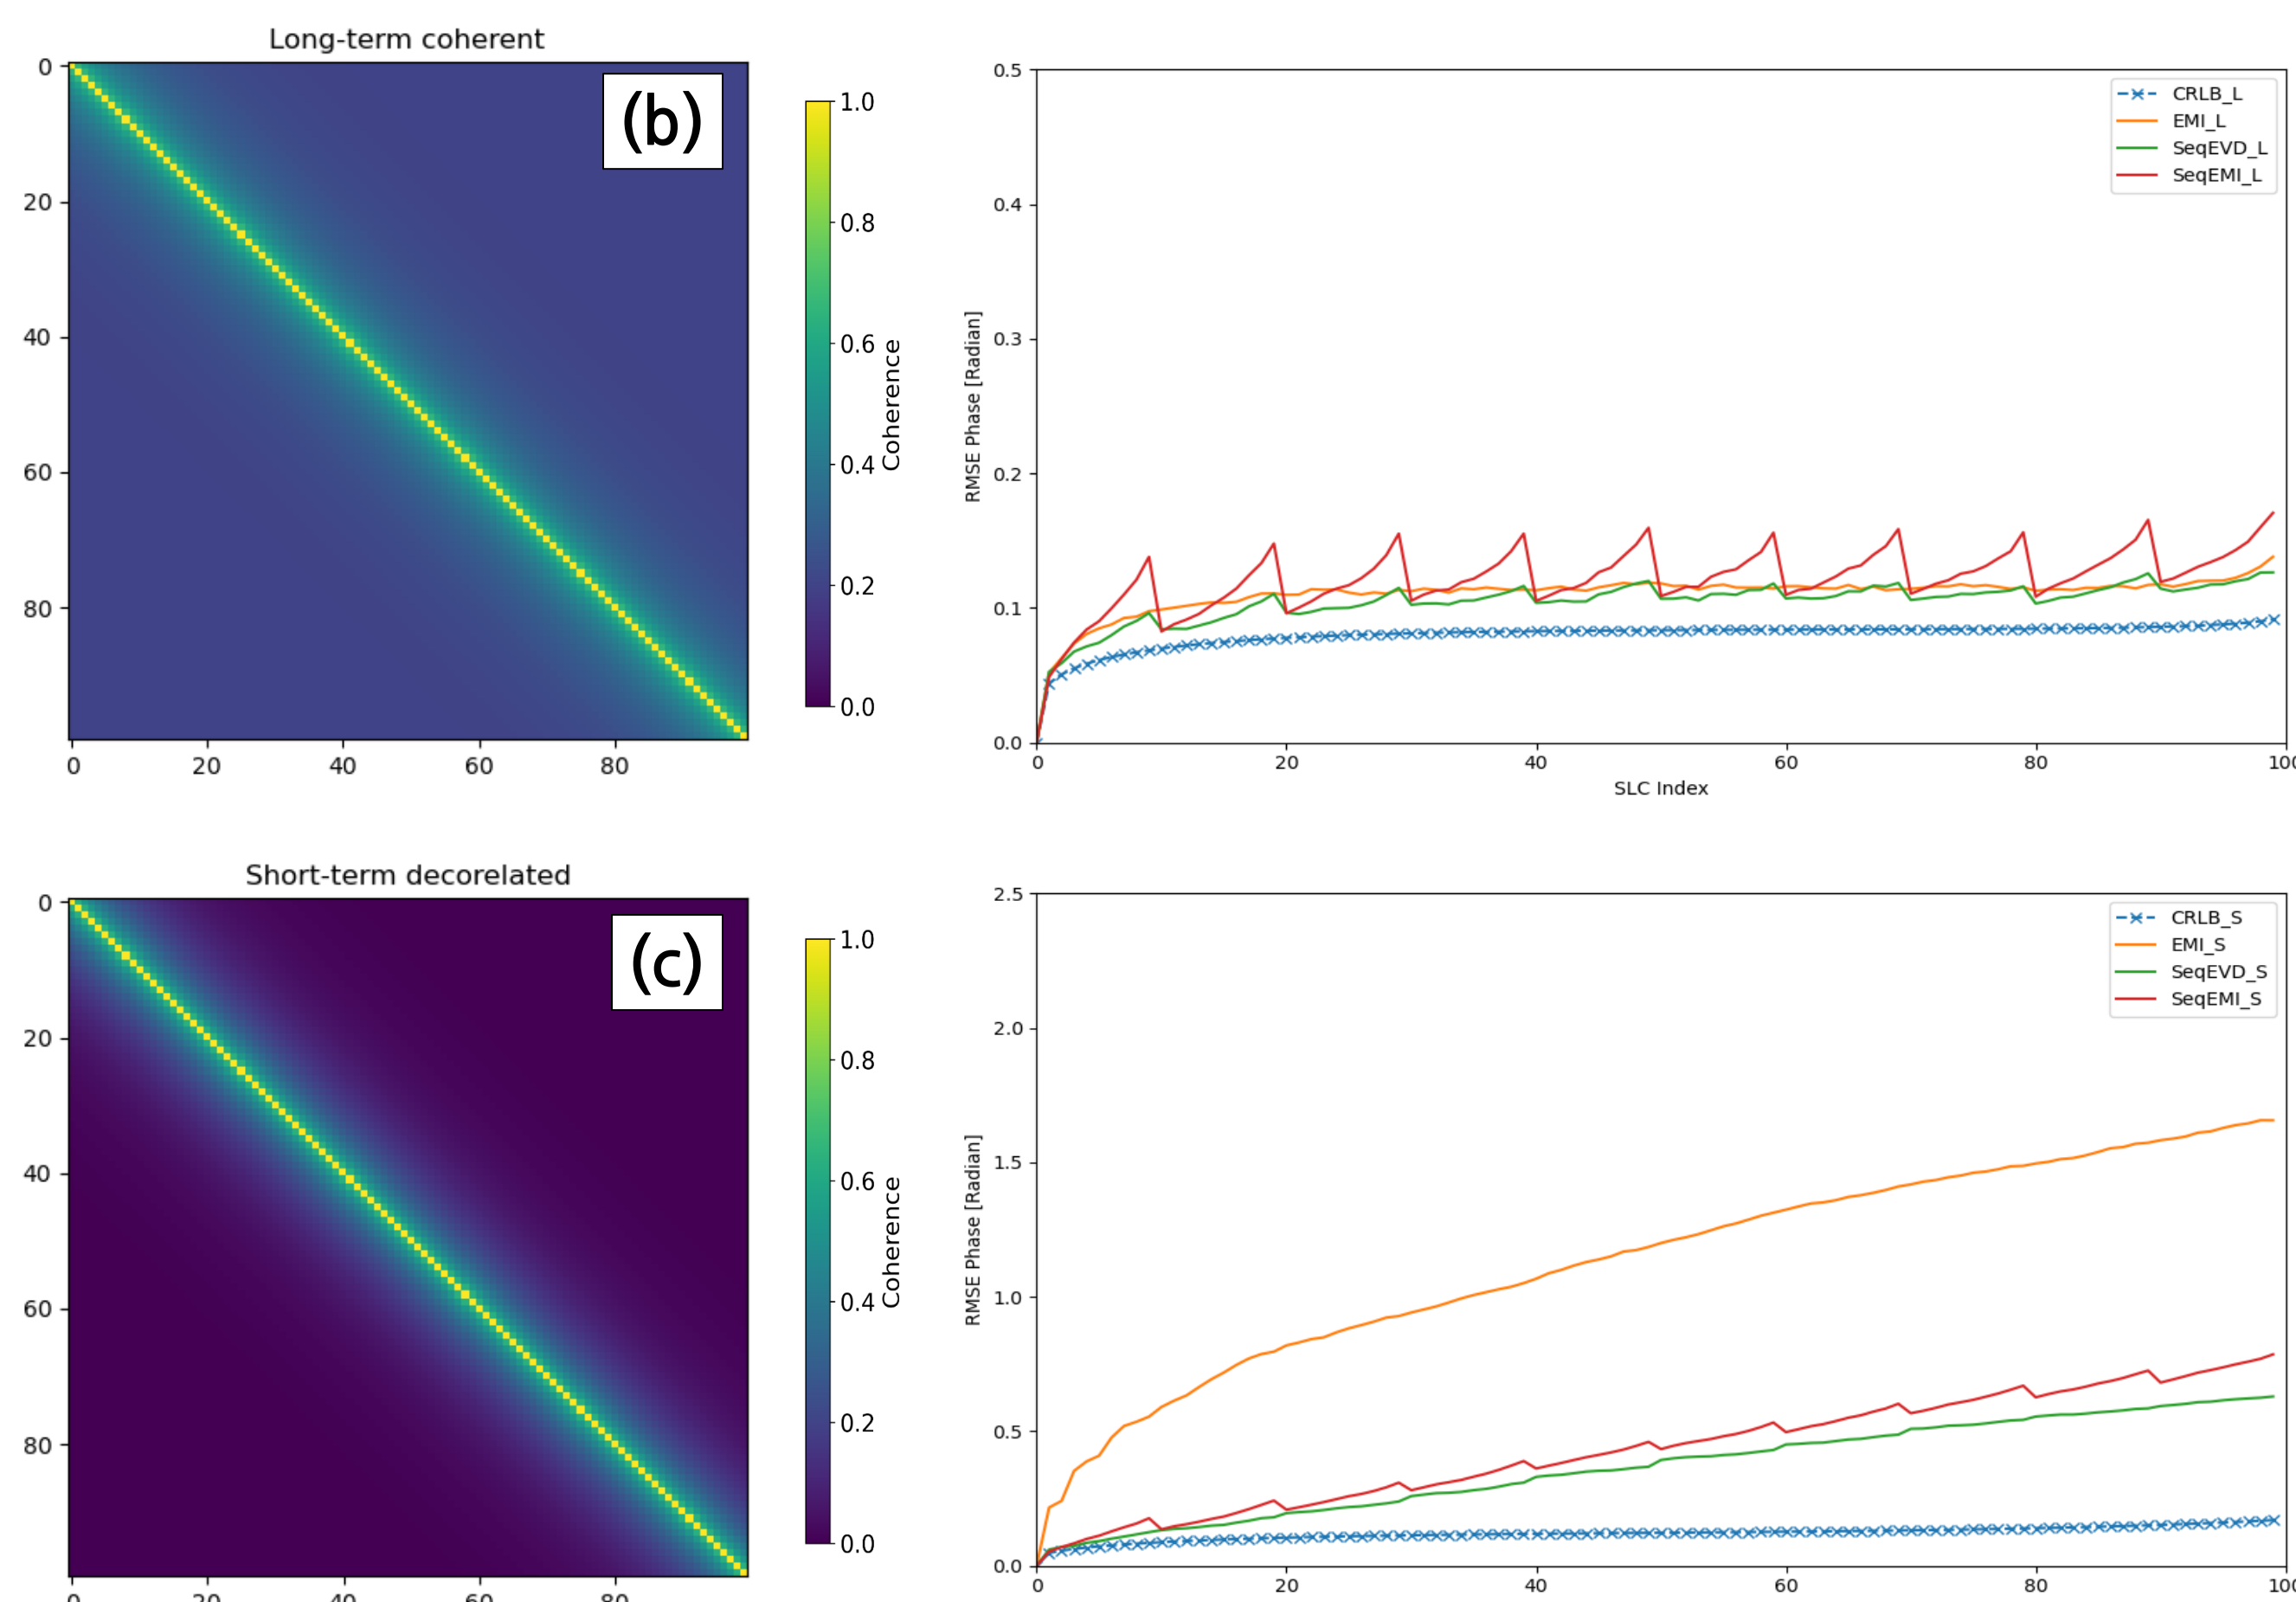 Long-term coherent
(b)
0
20
40
60
80
0 20 40 60 80
1.0
0.8
0.6
0.4
0.2
0.0
Coherence
0.5
0.4
0.3
0.2
0.1
0.0
RMSE Phase [Radian]
0 20 40 60 80
SLC Index
CRLB_L
EMI_L
SeqEVD_L
SeqEMI_L
Short-term decorelated
(c)
0
20
40
60
80
0 20 40 60 80
1.0
0.8
0.6
0.4
0.2
0.0
Coherence
2.5
2.0
1.5
1.0
0.5
0.0
RMSE Phase [Radian]
0 20 40 60 80
CRLB_S
EMI_S
SeqEVD_S
SeqEMI_S